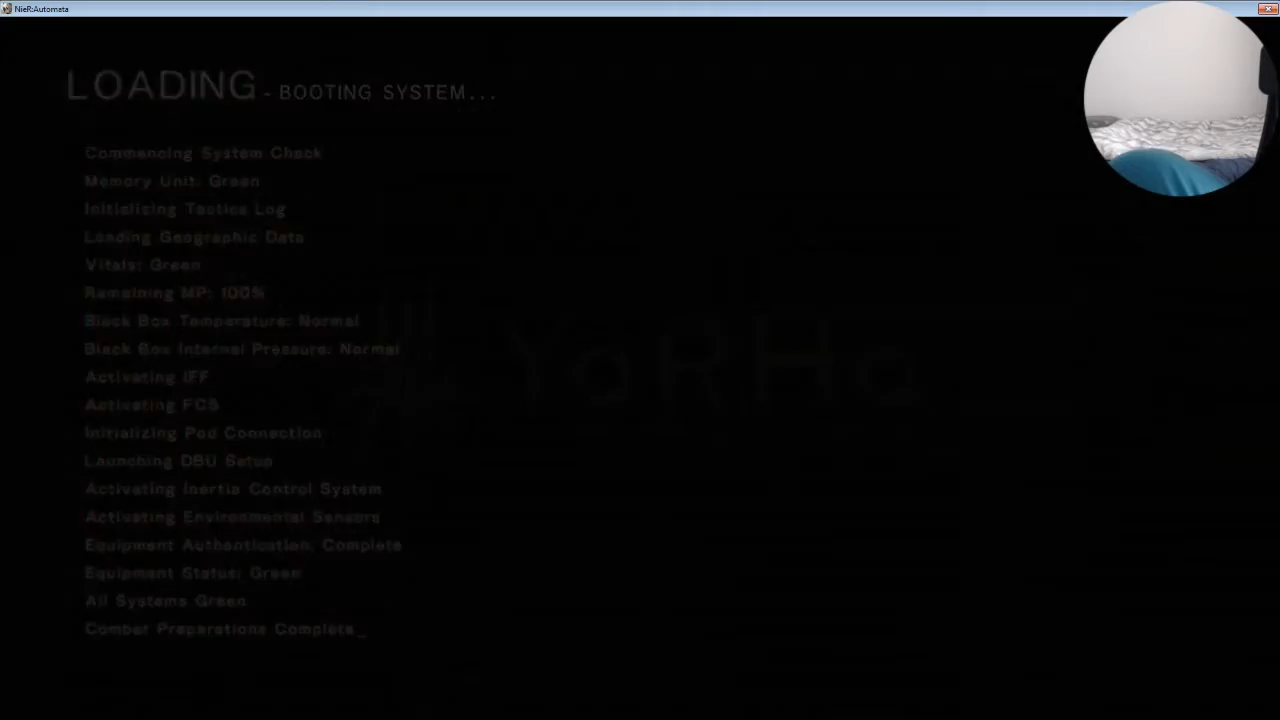 NieR:Automata
LOADING - BOOTING SYSTEM...
Commencing System Check
Memory Unit: Green
Initializing Tactics Log
Loading Geographic Data
Vitals: Green
Remaining MP: 100%
Black Box Temperature: Normal
Black Box Internal Pressure: Normal
Activating IFF
Activating FCS
Initializing Pod Connection
Launching DBU Setup
Activating Inertia Control System
Activating Environmental Sensors
Equipment Authentication: Complete
Equipment Status: Green
All Systems Green
Combat Preparations Complete_
YoRHa